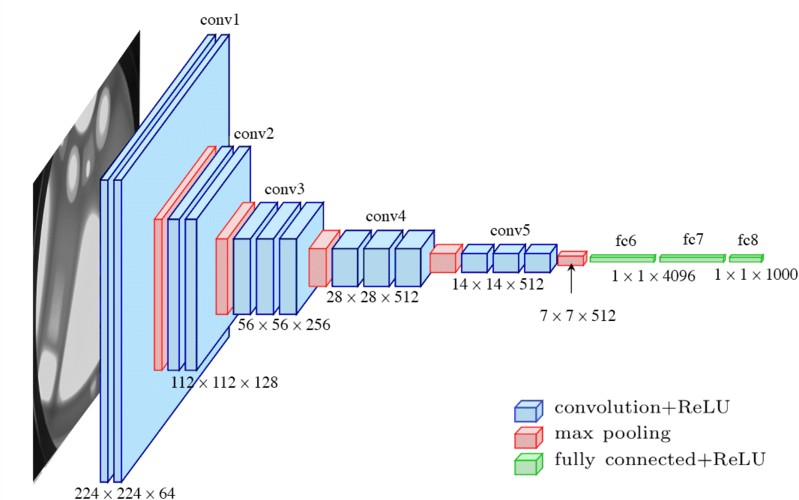 conv1
conv2
conv3
conv4
conv5
fc6
fc7
fc8
224 × 224 × 64
112 × 112 × 128
56 × 56 × 256
28 × 28 × 512
14 × 14 × 512
7 × 7 × 512
1 × 1 × 4096
1 × 1 × 1000
convolution+ReLU
max pooling
fully connected+ReLU